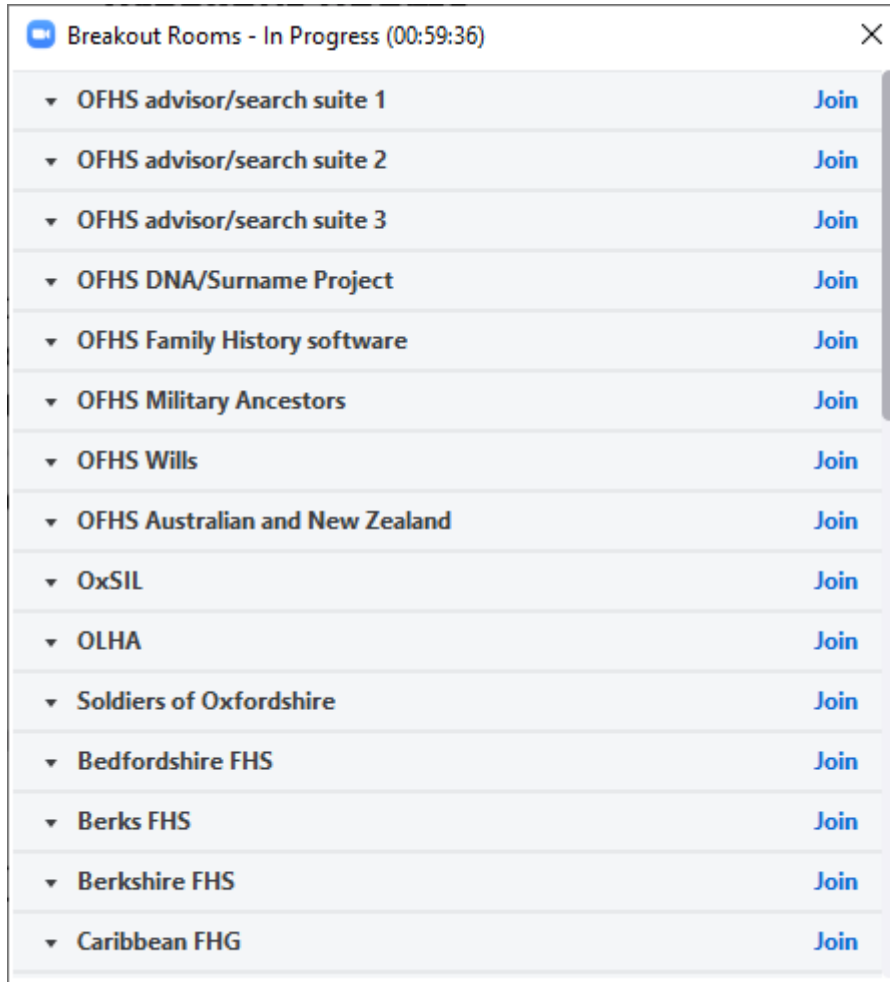 Breakout Rooms - In Progress (00:59:36)
OFHS advisor/search suite 1 Join
OFHS advisor/search suite 2 Join
OFHS advisor/search suite 3 Join
OFHS DNA/Surname Project Join
OFHS Family History software Join
OFHS Military Ancestors Join
OFHS Wills Join
OFHS Australian and New Zealand Join
OxSIL Join
OLHA Join
Soldiers of Oxfordshire Join
Bedfordshire FHS Join
Berks FHS Join
Berkshire FHS Join
Caribbean FHG Join